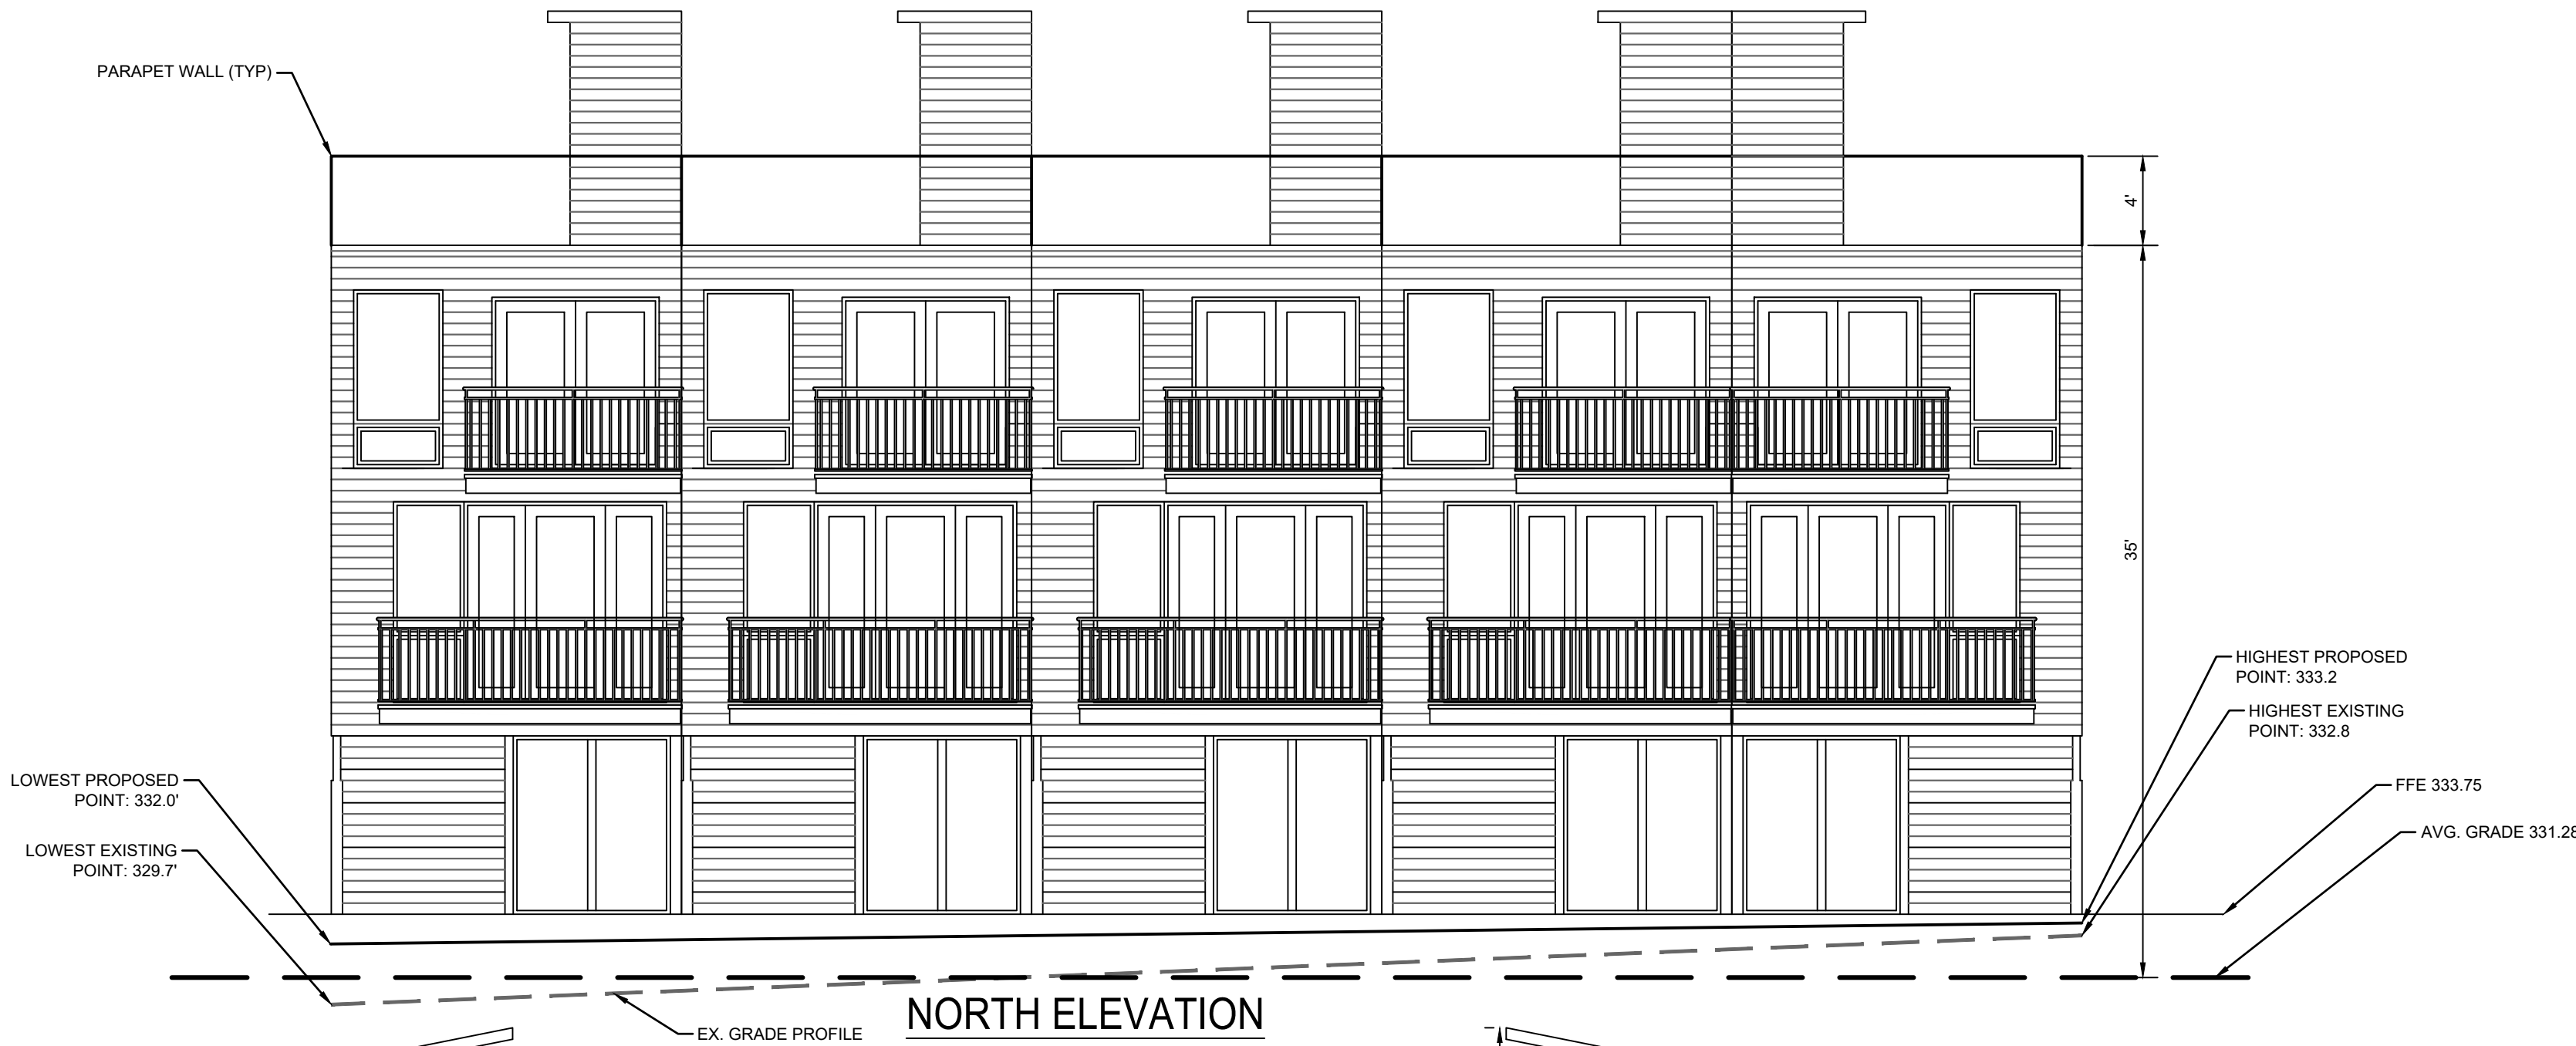 PARAPET WALL (TYP)
4'
35'
HIGHEST PROPOSED
POINT: 333.2
HIGHEST EXISTING
POINT: 332.8
LOWEST PROPOSED
POINT: 332.0'
FFE 333.75
AVG. GRADE 331.28
LOWEST EXISTING
POINT: 329.7'
NORTH ELEVATION
EX. GRADE PROFILE